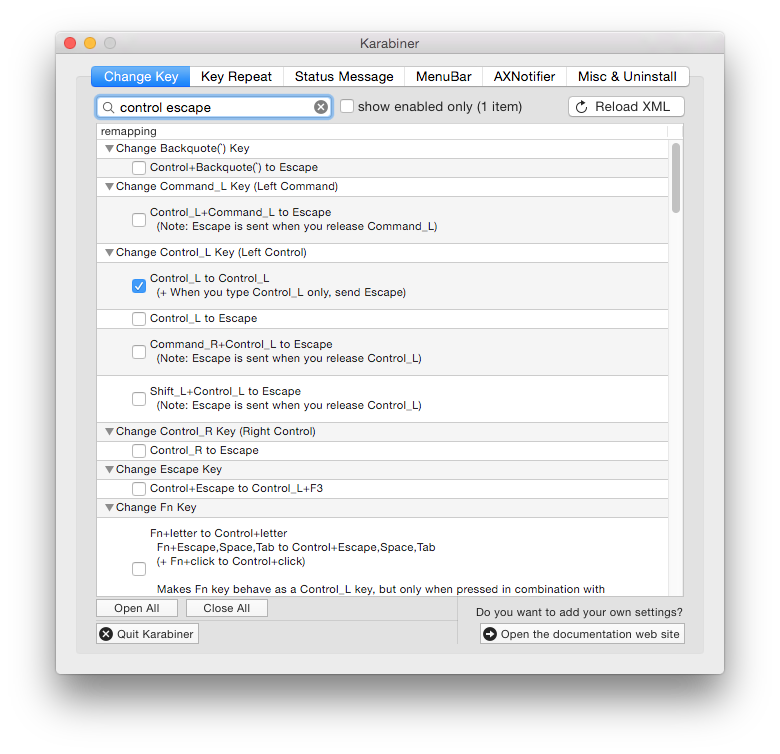 Karabiner
Change Key
Key Repeat
Status Message
MenuBar
AXNotifier
Misc & Uninstall
control escape
show enabled only (1 item)
Reload XML
remapping
Change Backquote(`) Key
Control+Backquote(`) to Escape
Change Command_L Key (Left Command)
Control_L+Command_L to Escape
(Note: Escape is sent when you release Command_L)
Change Control_L Key (Left Control)
Control_L to Control_L
(+ When you type Control_L only, send Escape)
Control_L to Escape
Command_R+Control_L to Escape
(Note: Escape is sent when you release Control_L)
Shift_L+Control_L to Escape
(Note: Escape is sent when you release Control_L)
Change Control_R Key (Right Control)
Control_R to Escape
Change Escape Key
Control+Escape to Control_L+F3
Change Fn Key
Fn+letter to Control+letter
Fn+Escape,Space,Tab to Control+Escape,Space,Tab
(+ Fn+click to Control+click)
Makes Fn key behave as a Control_L key, but only when pressed in combination with
Open All
Close All
Do you want to add your own settings?
Quit Karabiner
Open the documentation web site